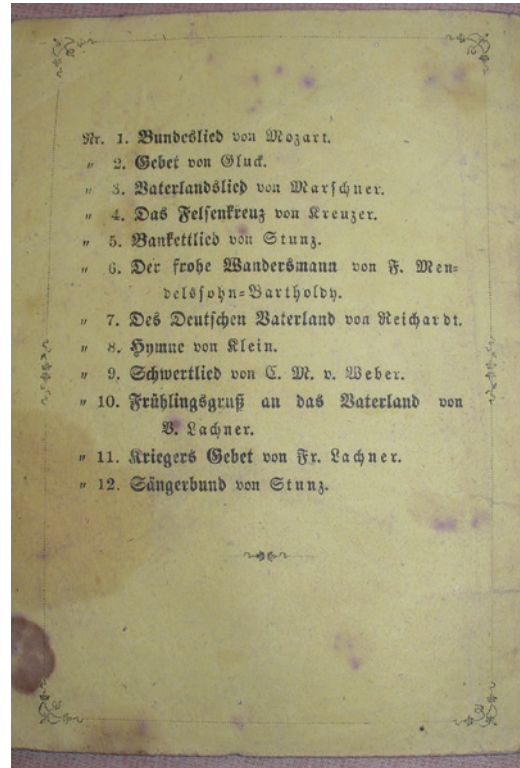 Nr. 1. Bundeslied von Mozart.
" 2. Gebet von Gluck.
" 3. Vaterlandslied von Marschner.
" 4. Das Felsenkreuz von Kreuzer.
" 5. Bankettlied von Stunz.
" 6. Der frohe Wandersmann von F. Men=
delssohn=Bartholdy.
" 7. Des Deutschen Vaterland von Reichardt.
" 8. Hymne von Klein.
" 9. Schwertlied von C. M. v. Weber.
" 10. Frühlingsgruß an das Vaterland von
V. Lachner.
" 11. Kriegers Gebet von Fr. Lachner.
" 12. Sängerbund von Stunz.